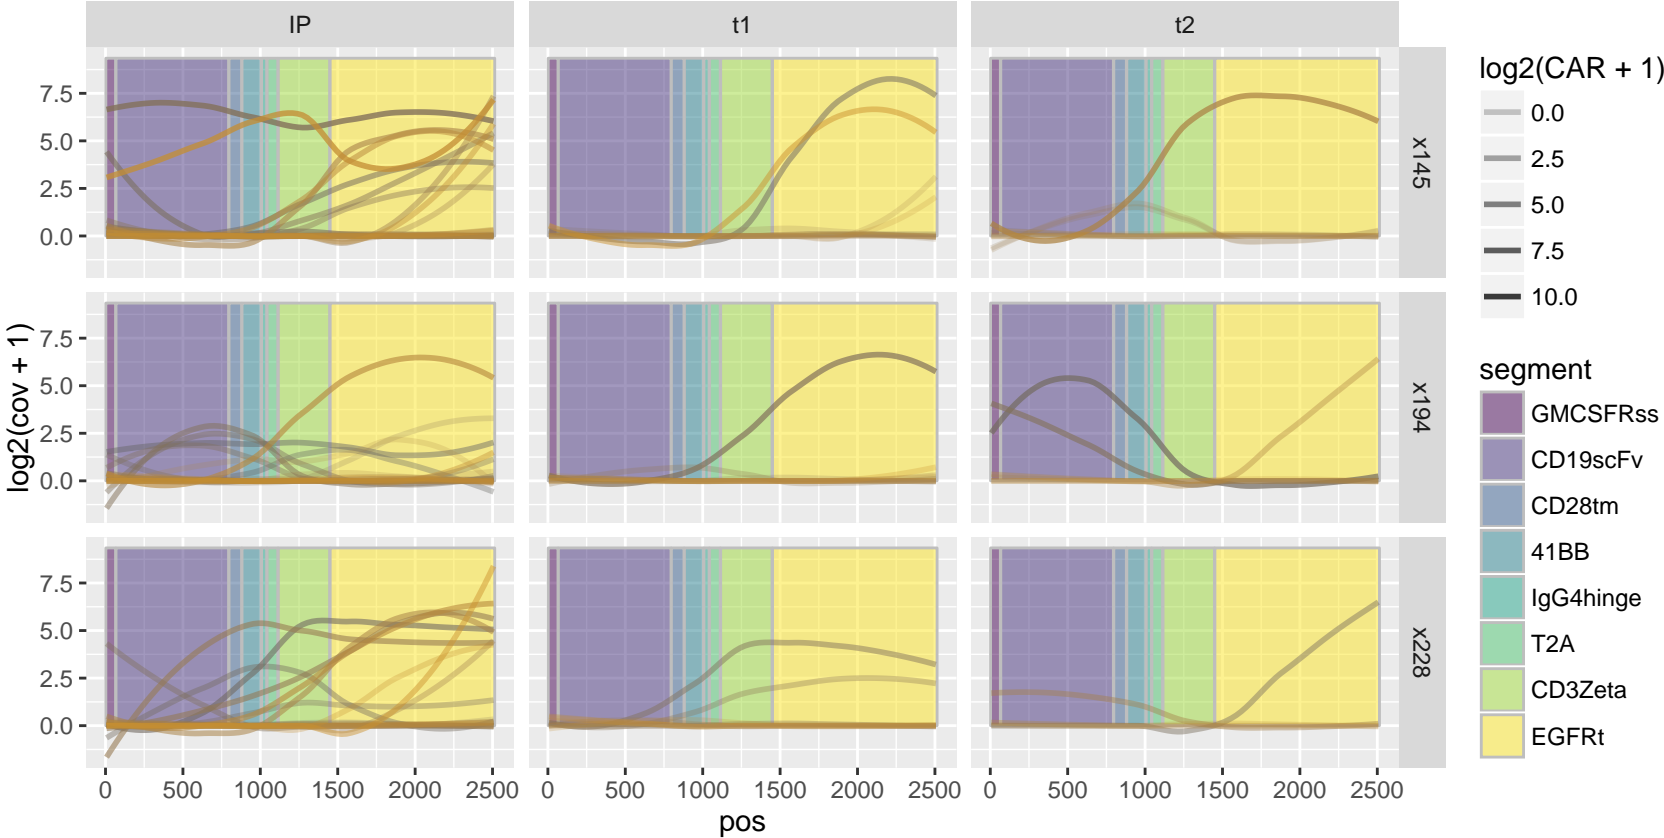 IP t1 t2
log2(cov + 1)
7.5
5.0
2.5
0.0
x145
7.5
5.0
2.5
0.0
x194
7.5
5.0
2.5
0.0
x228
0 500 1000 1500 2000 2500 0 500 1000 1500 2000 2500 0 500 1000 1500 2000 2500
pos
log2(CAR + 1)
0.0
2.5
5.0
7.5
10.0
segment
GMCSFRss
CD19scFv
CD28tm
41BB
IgG4hinge
T2A
CD3Zeta
EGFRt